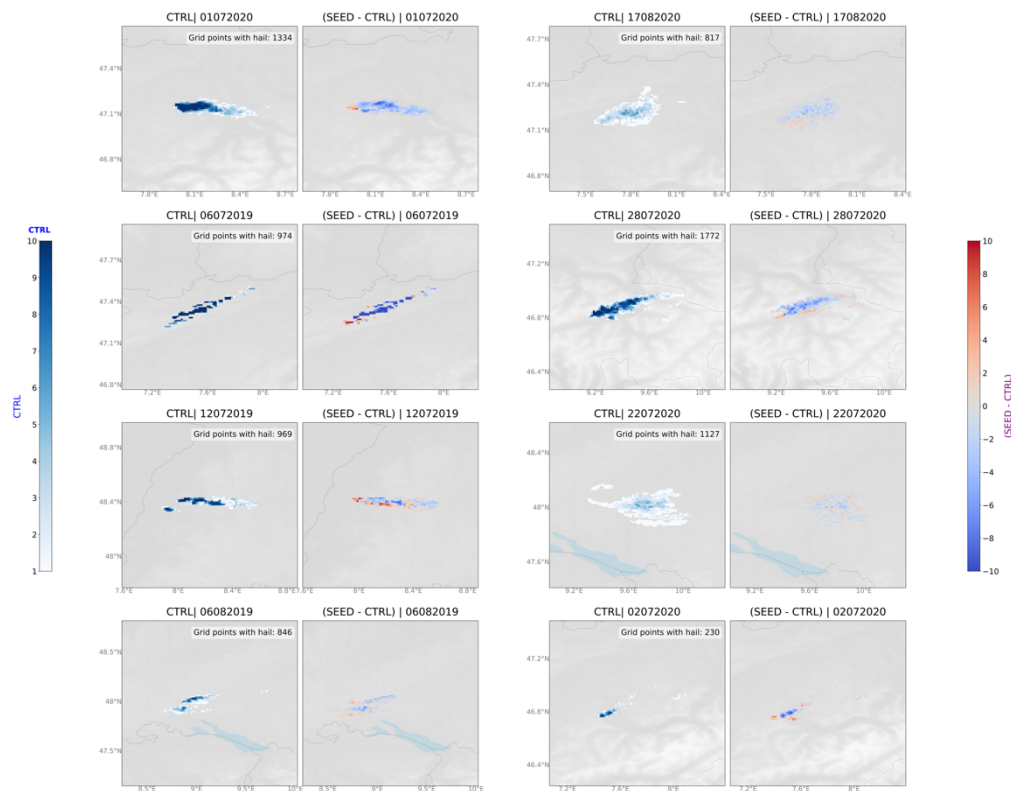 CTRL| 01072020
(SEED - CTRL) | 01072020
CTRL| 17082020
(SEED - CTRL) | 17082020
Grid points with hail: 1334
Grid points with hail: 817
47.4°N
47.1°N
46.8°N
7.8°E 8.1°E 8.4°E 8.7°E 7.8°E 8.1°E 8.4°E 8.7°E
47.7°N
47.4°N
47.1°N
46.8°N
7.5°E 7.8°E 8.1°E 8.4°E 7.5°E 7.8°E 8.1°E 8.4°E
CTRL| 06072019
(SEED - CTRL) | 06072019
CTRL| 28072020
(SEED - CTRL) | 28072020
Grid points with hail: 974
Grid points with hail: 1772
47.7°N
47.4°N
47.1°N
46.8°N
7.2°E 7.6°E 8°E 7.2°E 7.6°E 8°E
47.2°N
46.8°N
46.4°N
9.2°E 9.6°E 10°E 9.2°E 9.6°E 10°E
CTRL
10
9
8
7
6
5
4
3
2
1
CTRL
10
8
6
4
2
0
−2
−4
−6
−8
−10
(SEED - CTRL)
CTRL| 12072019
(SEED - CTRL) | 12072019
CTRL| 22072020
(SEED - CTRL) | 22072020
Grid points with hail: 969
Grid points with hail: 1127
48.8°N
48.4°N
48°N
7.6°E 8°E 8.4°E 8.8°E 8°E 8.4°E 8.8°E
48.4°N
48°N
47.6°N
9.2°E 9.6°E 10°E 9.2°E 9.6°E 10°E
CTRL| 06082019
(SEED - CTRL) | 06082019
CTRL| 02072020
(SEED - CTRL) | 02072020
Grid points with hail: 846
Grid points with hail: 230
48.5°N
48°N
47.5°N
8.5°E 9°E 9.5°E 10°E 9°E 9.5°E 10°E
47.2°N
46.8°N
46.4°N
7.2°E 7.6°E 8°E 7.2°E 7.6°E 8°E